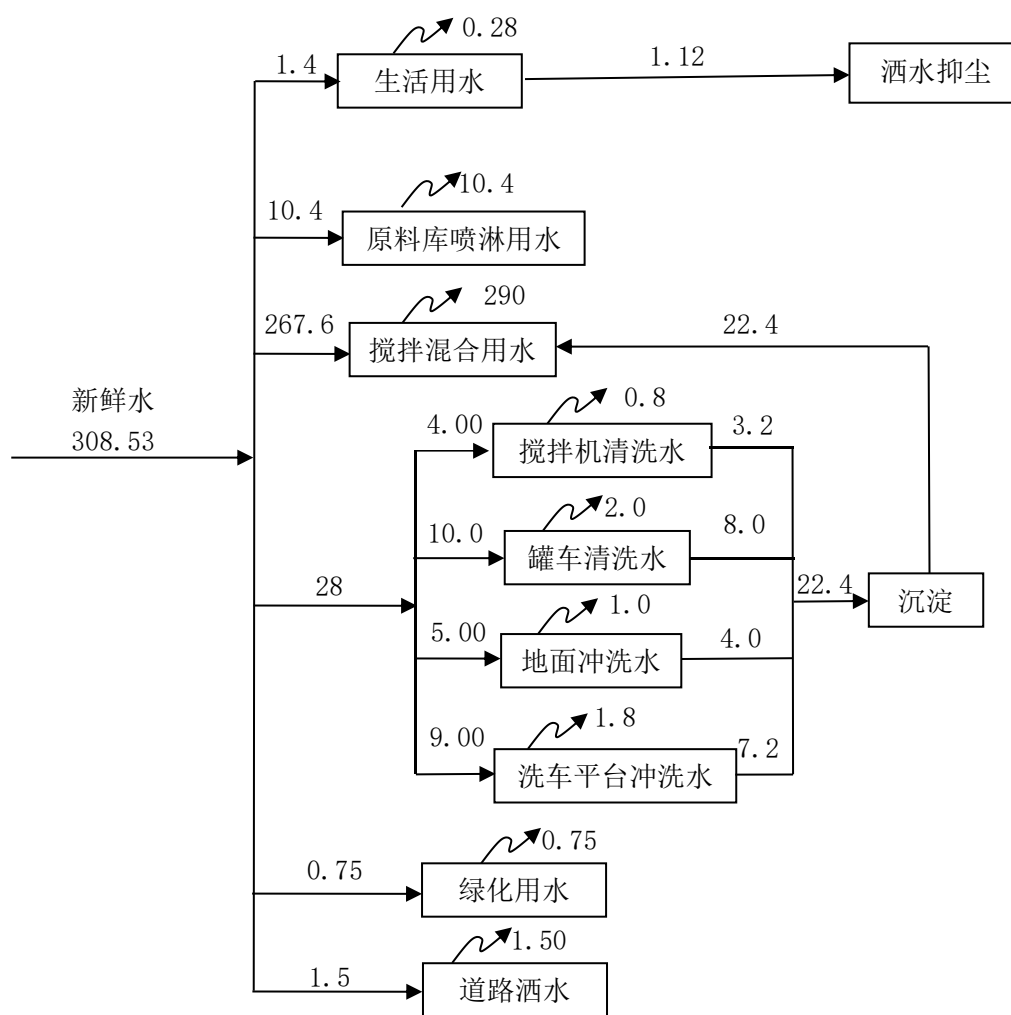 0.28
1.4
生活用水
1.12
洒水抑尘
10.4
10.4
原料库喷淋用水
290
267.6
搅拌混合用水
22.4
新鲜水
308.53
0.8
4.00
搅拌机清洗水
3.2
2.0
10.0
罐车清洗水
8.0
28
22.4
沉淀
1.0
5.00
地面冲洗水
4.0
1.8
9.00
洗车平台冲洗水
7.2
0.75
0.75
绿化用水
1.50
1.5
道路洒水